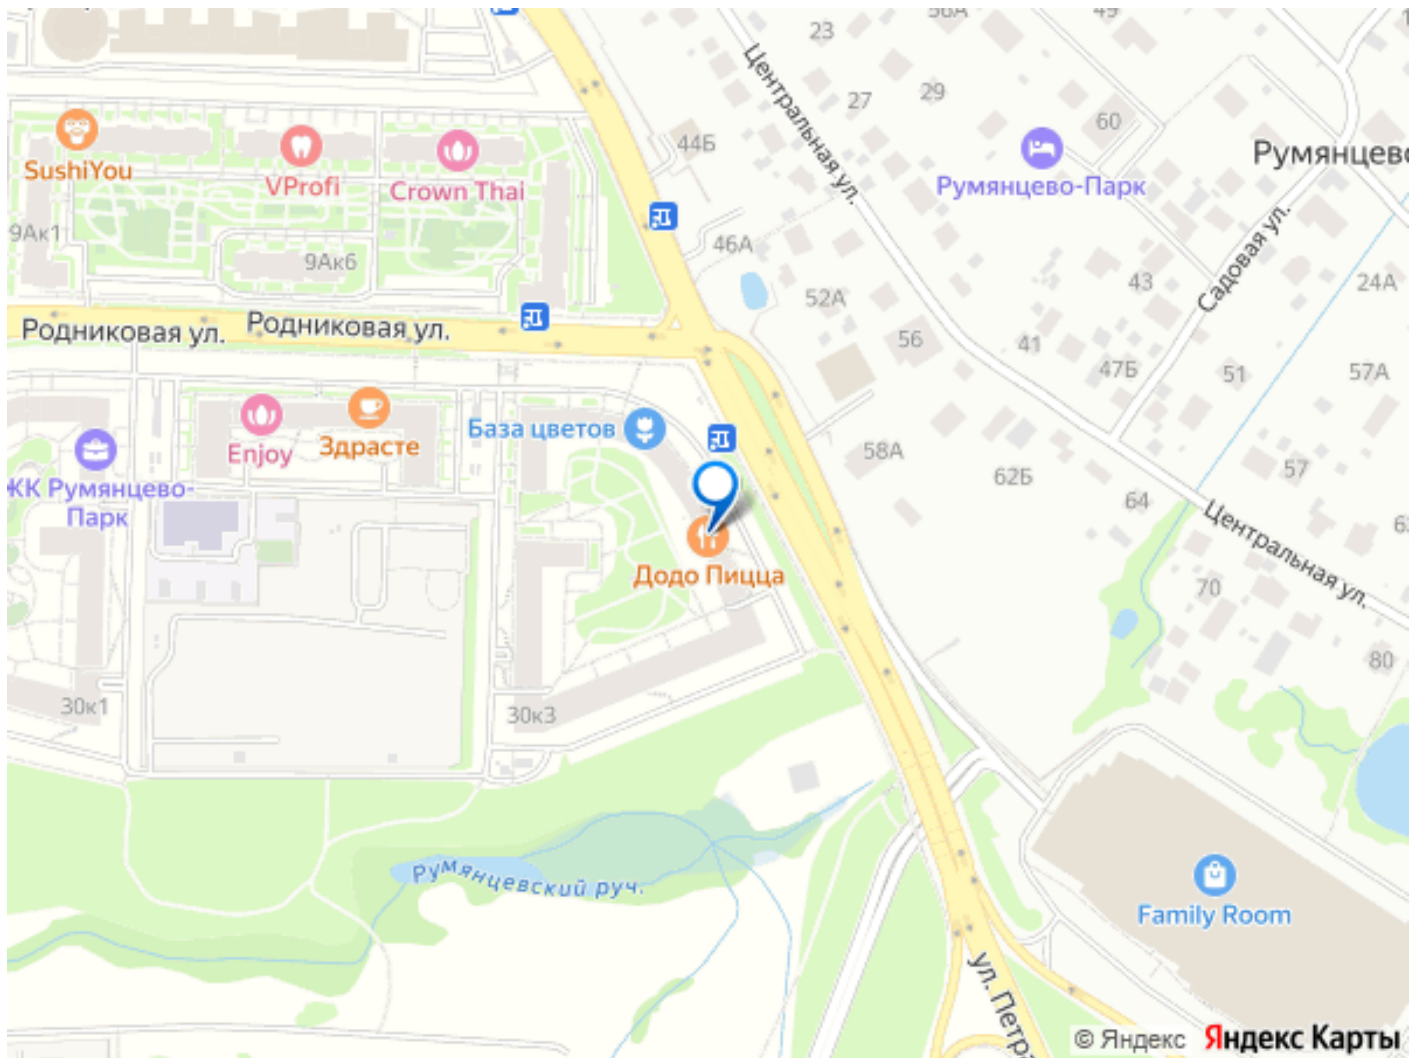 23
27
29
60
44Б
SushiYou
VProfi
Crown Thai
Центральная ул.
Румянцево-Парк
Румянцево
9Ак1
9Ак6
46А
52А
43
Садовая ул.
24А
Родниковая ул.
Родниковая ул.
56
41
47Б
51
57А
База цветов
Enjoy
Здрасте
ЖК Румянцево-
Парк
58А
62Б
64
57
Центральная ул.
Додо Пицца
70
80
30к1
30к3
Румянцевский руч.
Family Room
ул. Петра
© Яндекс Яндекс Карты